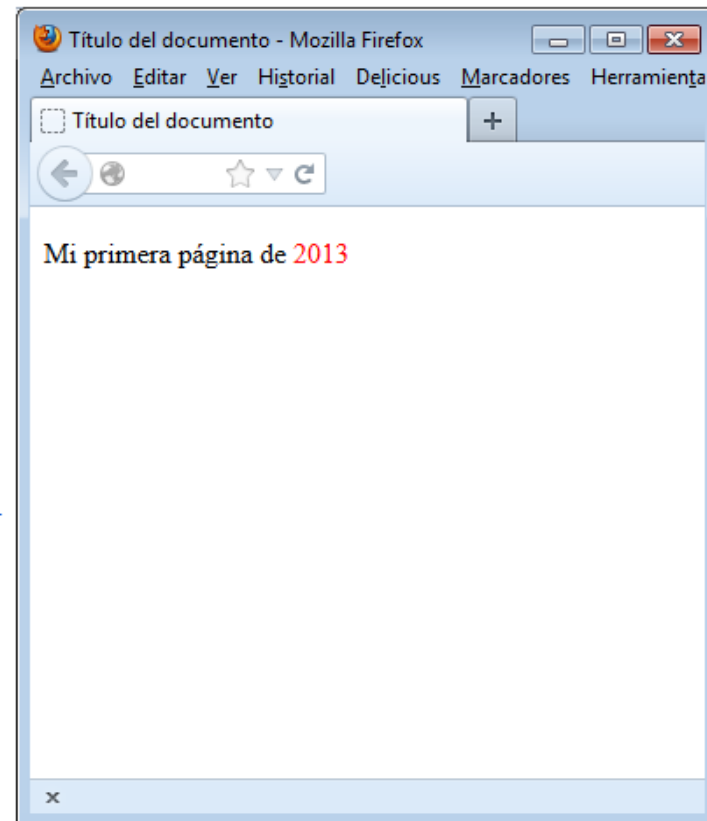 Título del documento - Mozilla Firefox
Archivo Editar Ver Historial Delicious Marcadores Herramienta
Título del documento
Mi primera página de 2013